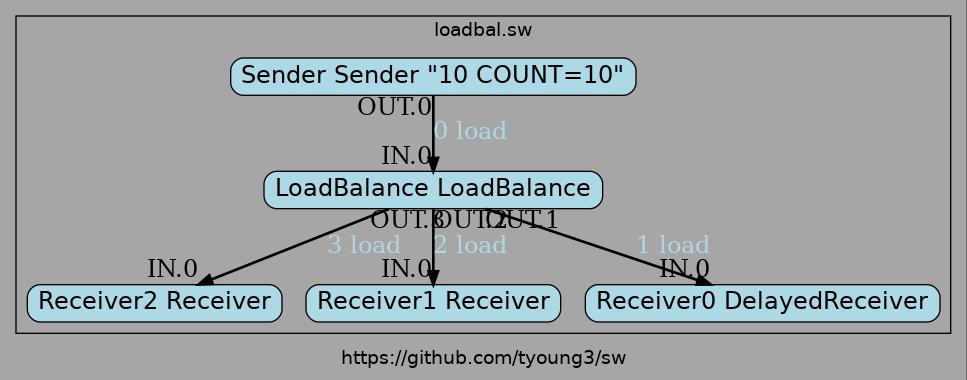 loadbal.sw
Sender Sender "10 COUNT=10"
OUT.0
0 load
IN.0
LoadBalance LoadBalance
OUT.3 OUT.2 OUT.1
3 load 2 load 1 load
IN.0 IN.0 IN.0
Receiver2 Receiver Receiver1 Receiver Receiver0 DelayedReceiver
https://github.com/tyoung3/sw